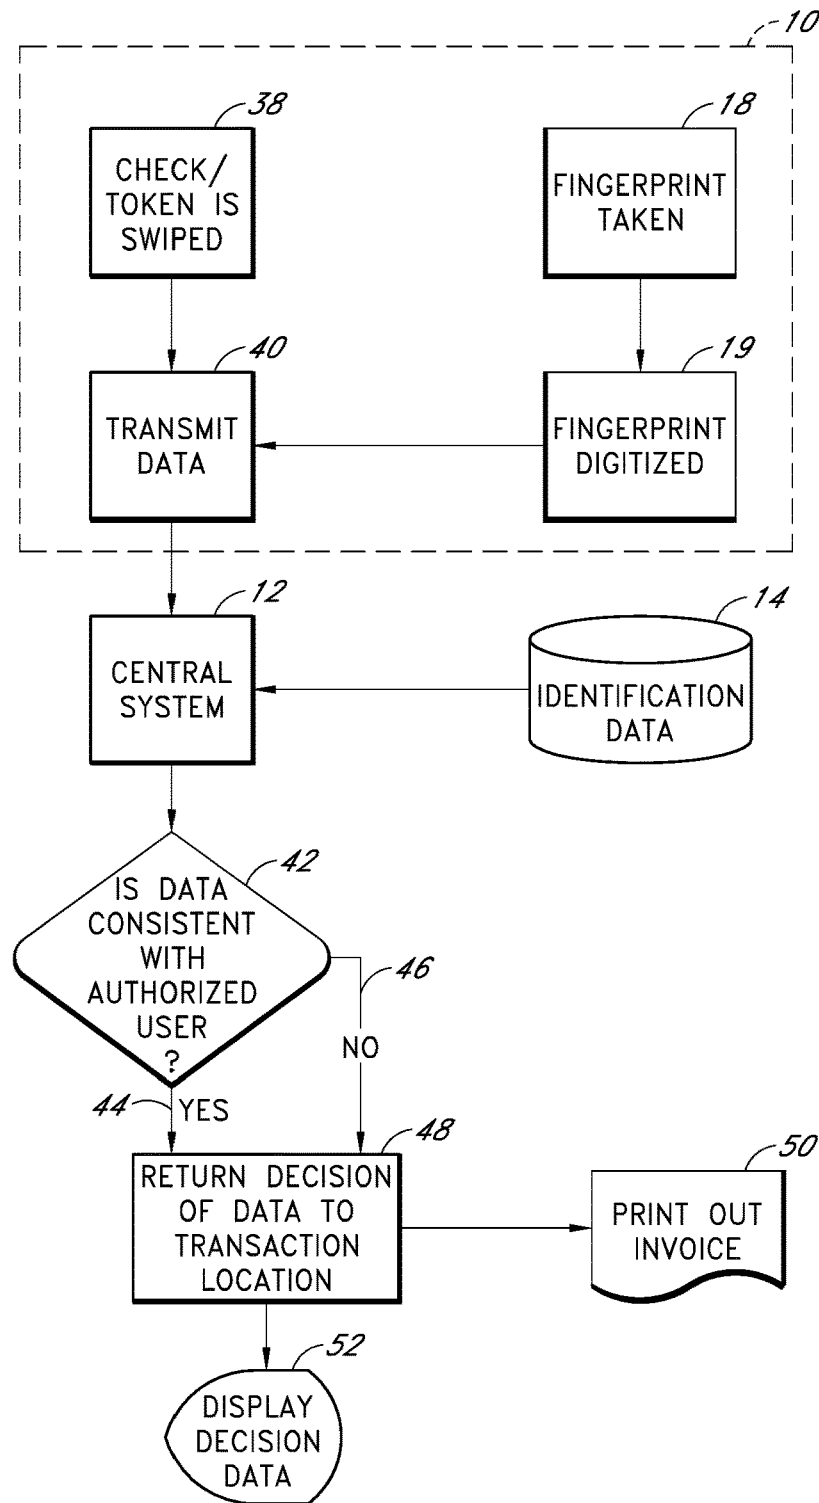 10
38
18
CHECK/
TOKEN IS
SWIPED
FINGERPRINT
TAKEN
40
19
TRANSMIT
DATA
FINGERPRINT
DIGITIZED
12
14
CENTRAL
SYSTEM
IDENTIFICATION
DATA
42
IS DATA
CONSISTENT
WITH
AUTHORIZED
USER
?
46
NO
44
YES
48
50
RETURN DECISION
OF DATA TO
TRANSACTION
LOCATION
PRINT OUT
INVOICE
52
DISPLAY
DECISION
DATA